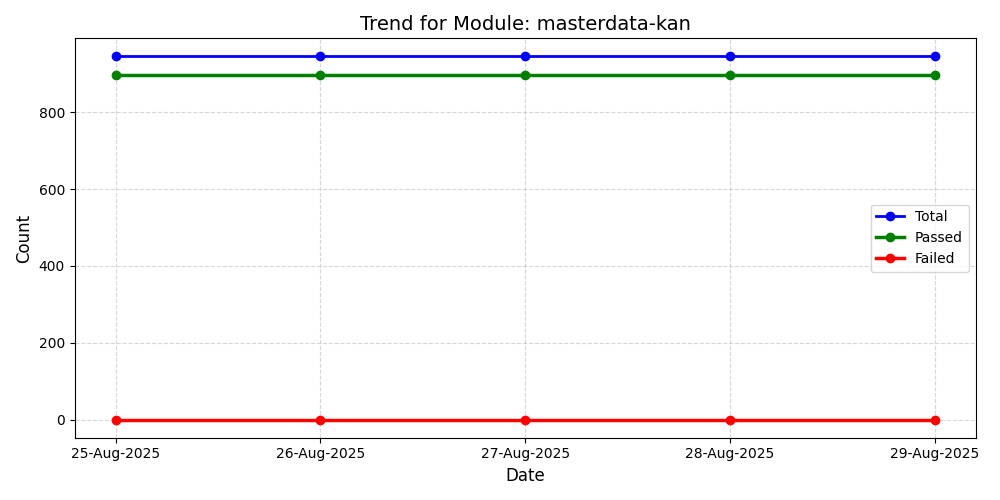 Trend for Module: masterdata-kan
Count
800
600
400
200
0
Total
Passed
Failed
25-Aug-2025
26-Aug-2025
27-Aug-2025
28-Aug-2025
29-Aug-2025
Date